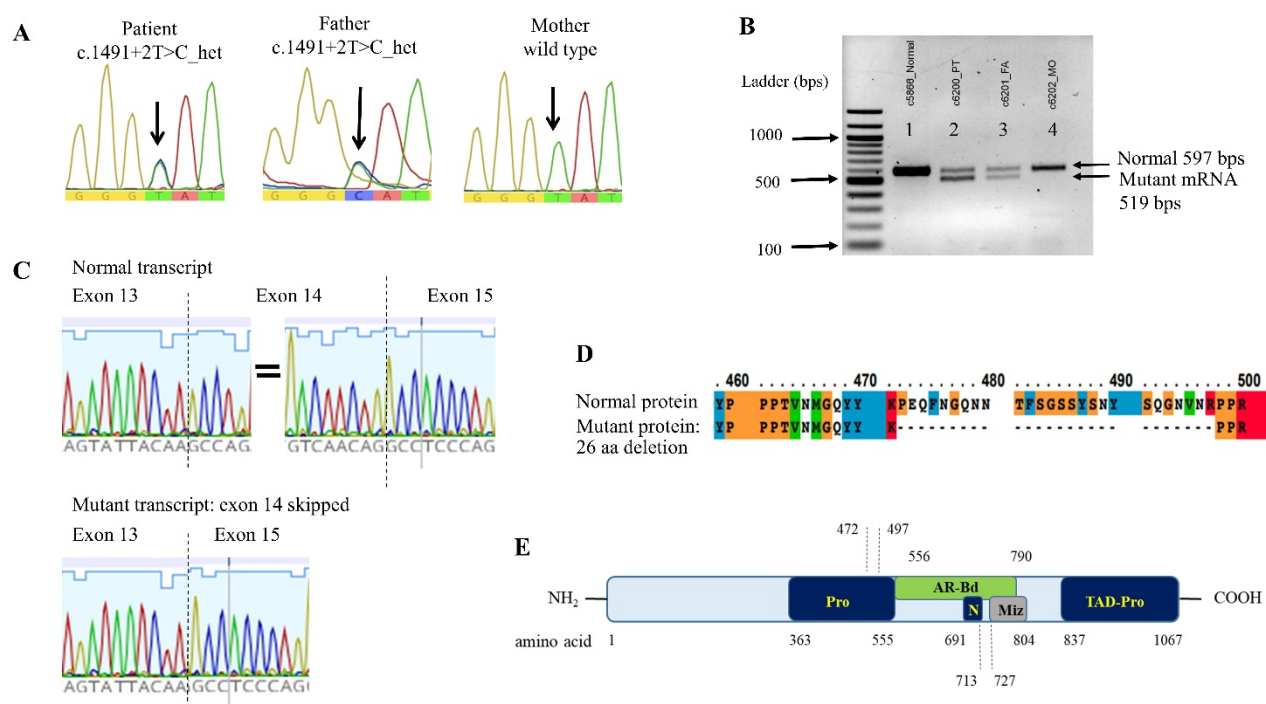 A
Patient
c.1491+2T>C_het
G G G T A T
Father
c.1491+2T>C_het
G G G C A T
Mother
wild type
G G G T A T
B
Ladder (bps)
1000
500
100
c5866_Normal
c6200_PT
c6201_FA
c6202_MO
1 2 3 4
Normal 597 bps
Mutant mRNA
519 bps
C
Normal transcript
Exon 13 Exon 14 Exon 15
AGTATTACAAGCCAG
=
GTCAACAGGCCTCCCAG
Mutant transcript: exon 14 skipped
Exon 13 Exon 15
AGTATTACAAGCCTCCCAG
D
460 470 480 490 500
Normal protein YP PPTVNMGQYY KPEQFNGQNN TFSGSSYSNY SQGNVNRPPR
Mutant protein: YP PPTVNMGQYY K--------- ---------- -------PPR
26 aa deletion
E
472 497
556 790
NH2 Pro AR-Bd N Miz TAD-Pro COOH
amino acid 1 363 555 691 804 837 1067
713 727